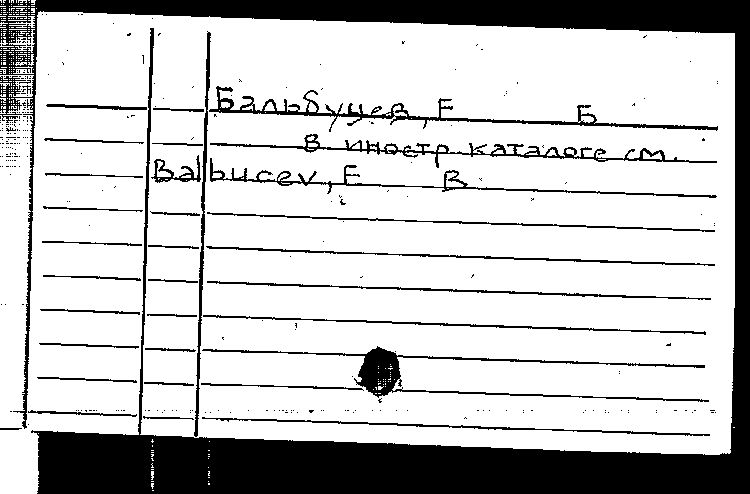 Бальбуцев, Е Б
в иностр каталоге см.
Balbucev, E B